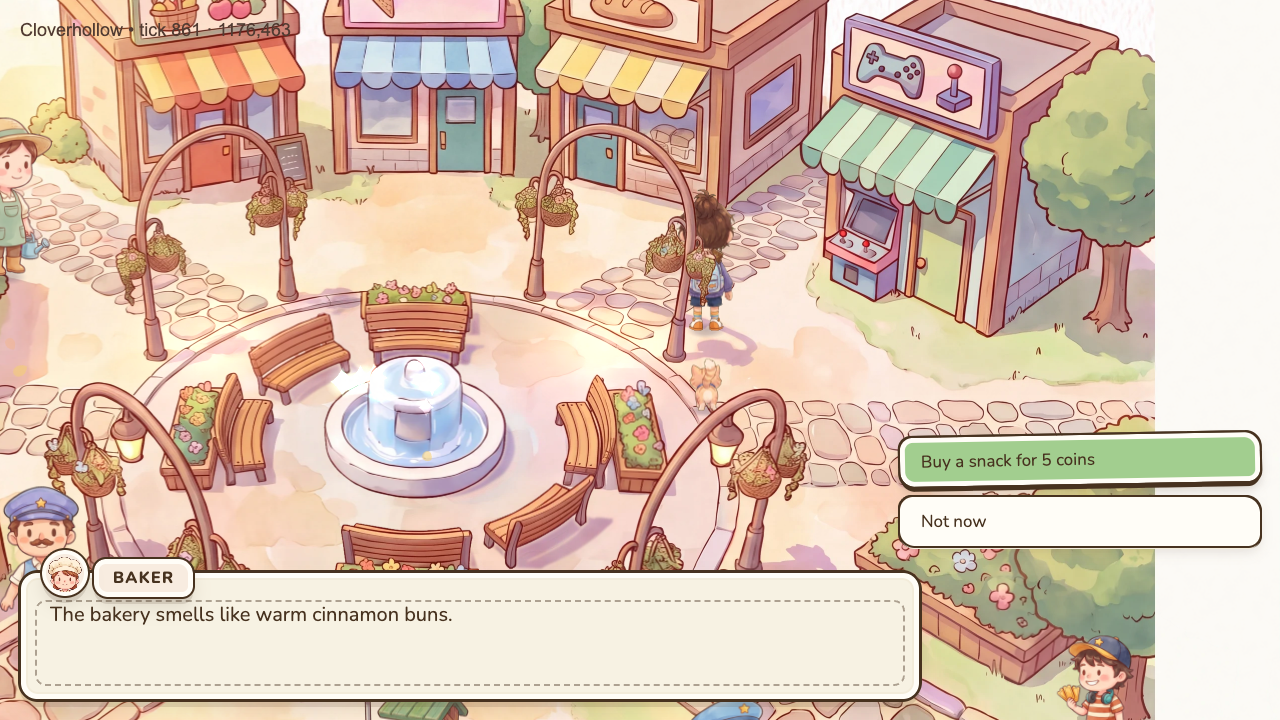 Cloverhollow • tick 861 · 1176,463
Buy a snack for 5 coins
Not now
BAKER
The bakery smells like warm cinnamon buns.